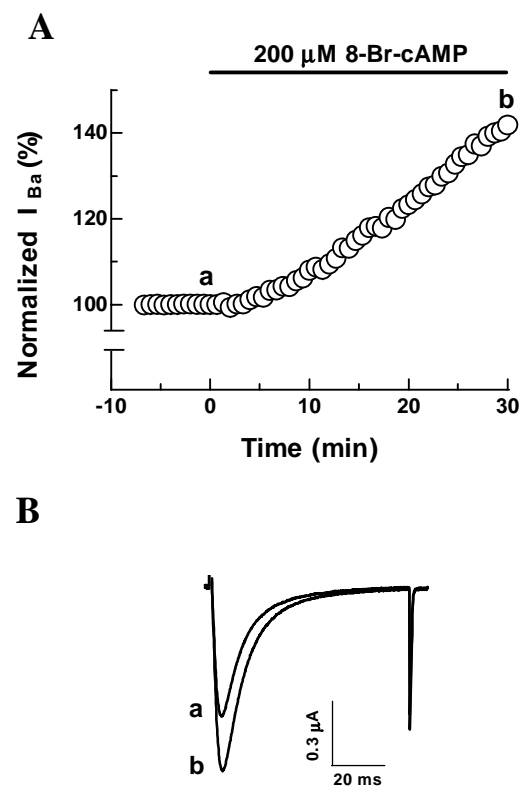 A
200 μM 8-Br-cAMP
b
140
120
a
100
Normalized I Ba (%)
-10 0 10 20 30
Time (min)
B
a
b
0.3 μA
20 ms